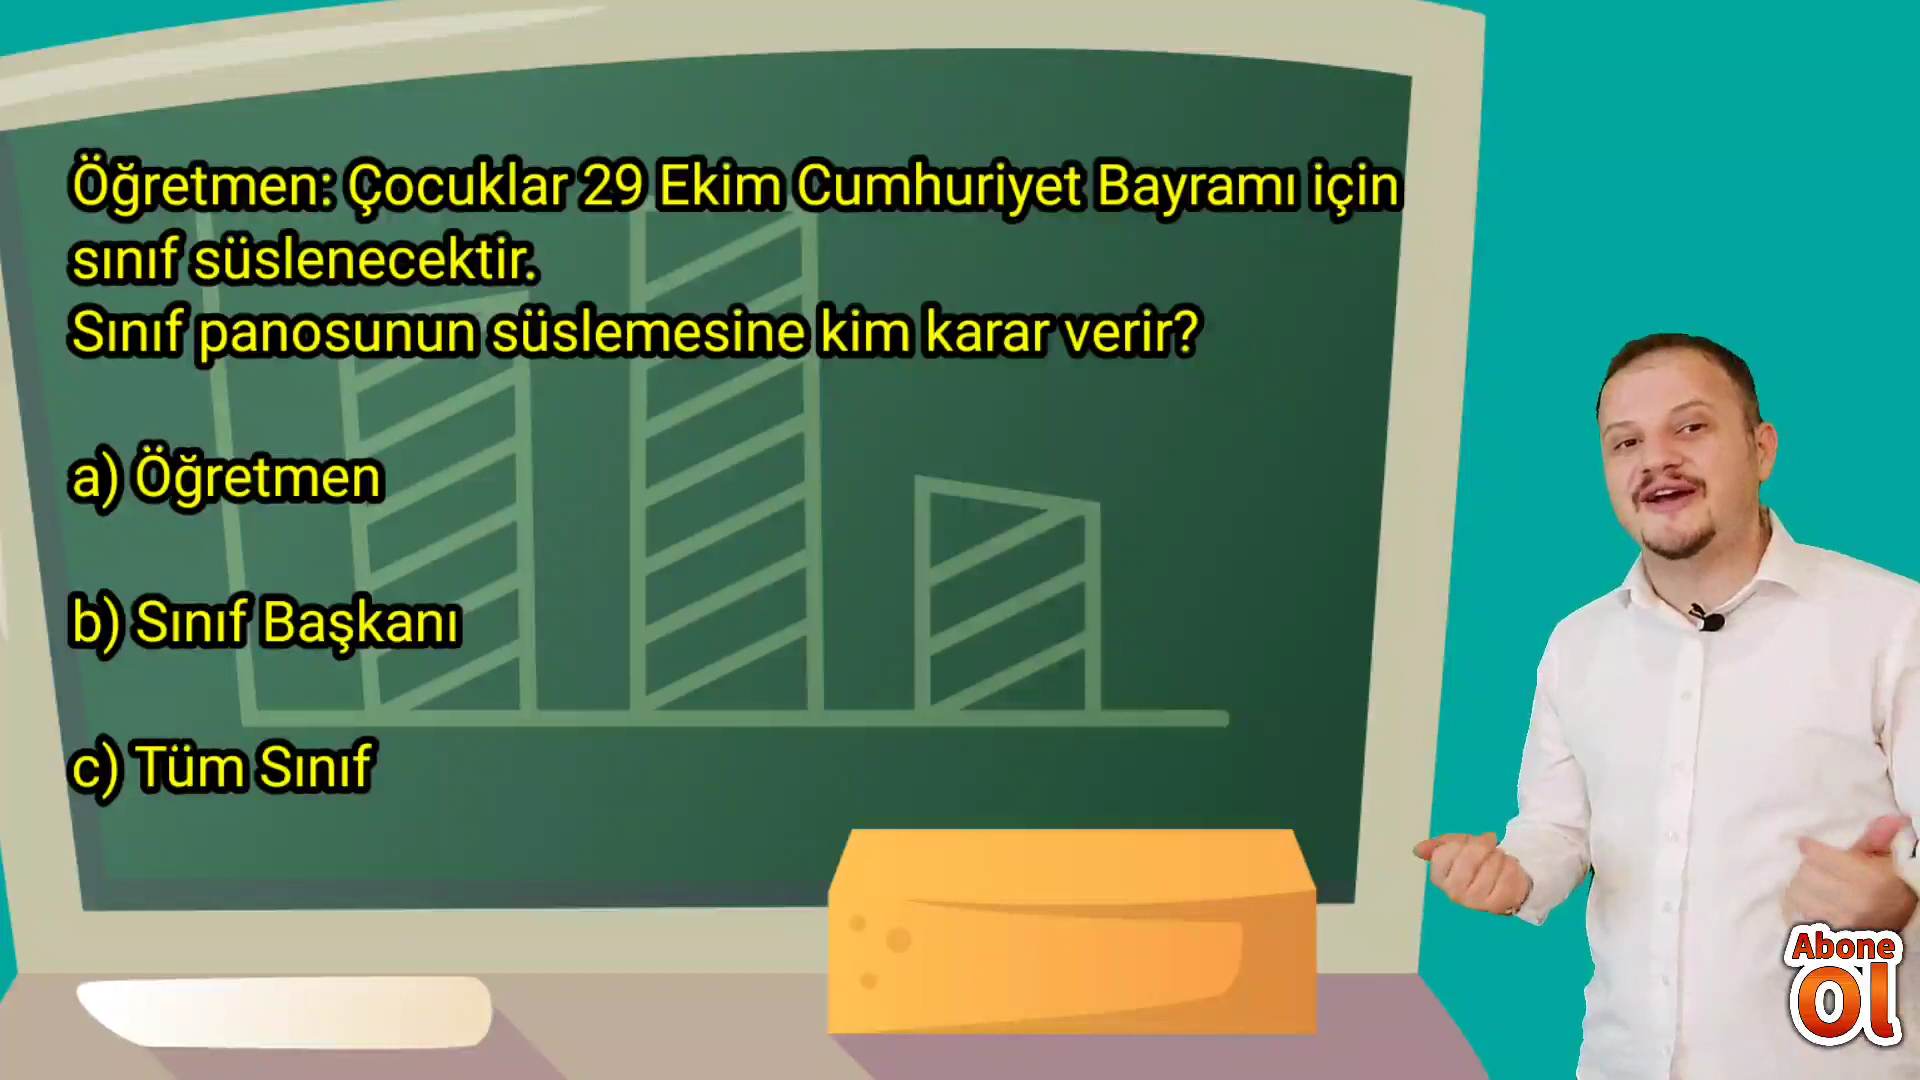 Öğretmen: Çocuklar 29 Ekim Cumhuriyet Bayramı için
sınıf süslenecektir.
Sınıf panosunun süslemesine kim karar verir?
a) Öğretmen
b) Sınıf Başkanı
c) Tüm Sınıf
Abone
Ol